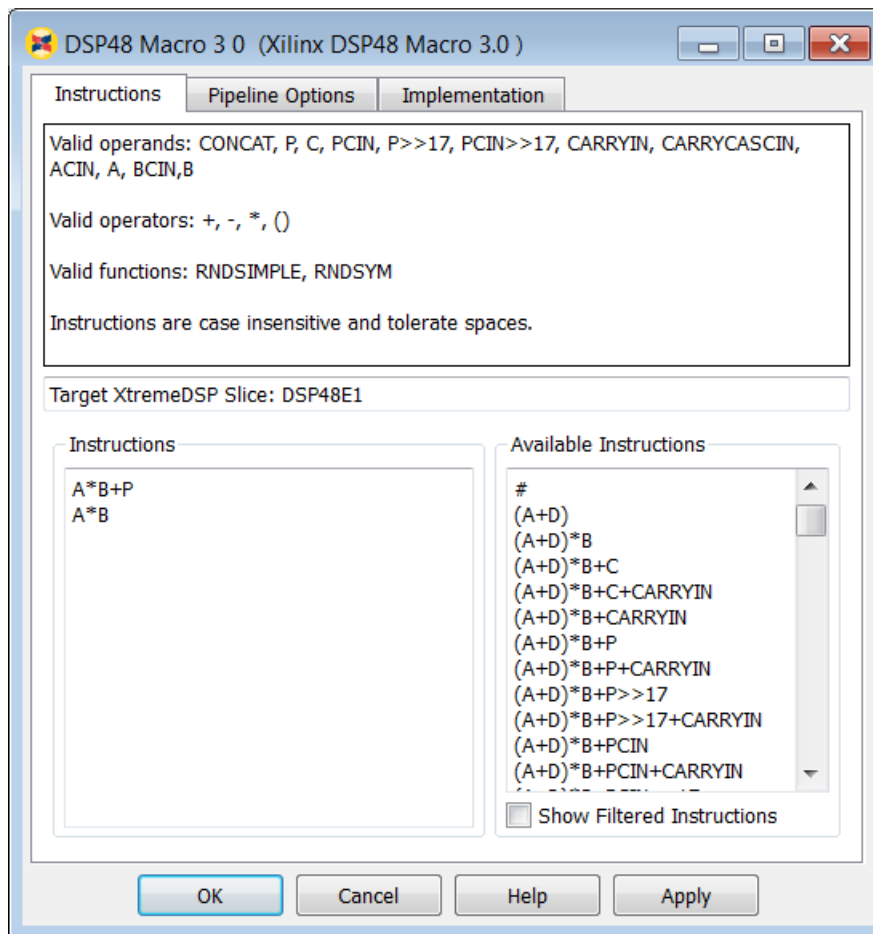 DSP48 Macro 3 0 (Xilinx DSP48 Macro 3.0 )
Instructions Pipeline Options Implementation
Valid operands: CONCAT, P, C, PCIN, P>>17, PCIN>>17, CARRYIN, CARRYCASCIN,
ACIN, A, BCIN,B
Valid operators: +, -, *, ()
Valid functions: RNDSIMPLE, RNDSYM
Instructions are case insensitive and tolerate spaces.
Target XtremeDSP Slice: DSP48E1
Instructions
A*B+P
A*B
Available Instructions
#
(A+D)
(A+D)*B
(A+D)*B+C
(A+D)*B+C+CARRYIN
(A+D)*B+CARRYIN
(A+D)*B+P
(A+D)*B+P+CARRYIN
(A+D)*B+P>>17
(A+D)*B+P>>17+CARRYIN
(A+D)*B+PCIN
(A+D)*B+PCIN+CARRYIN
Show Filtered Instructions
OK Cancel Help Apply